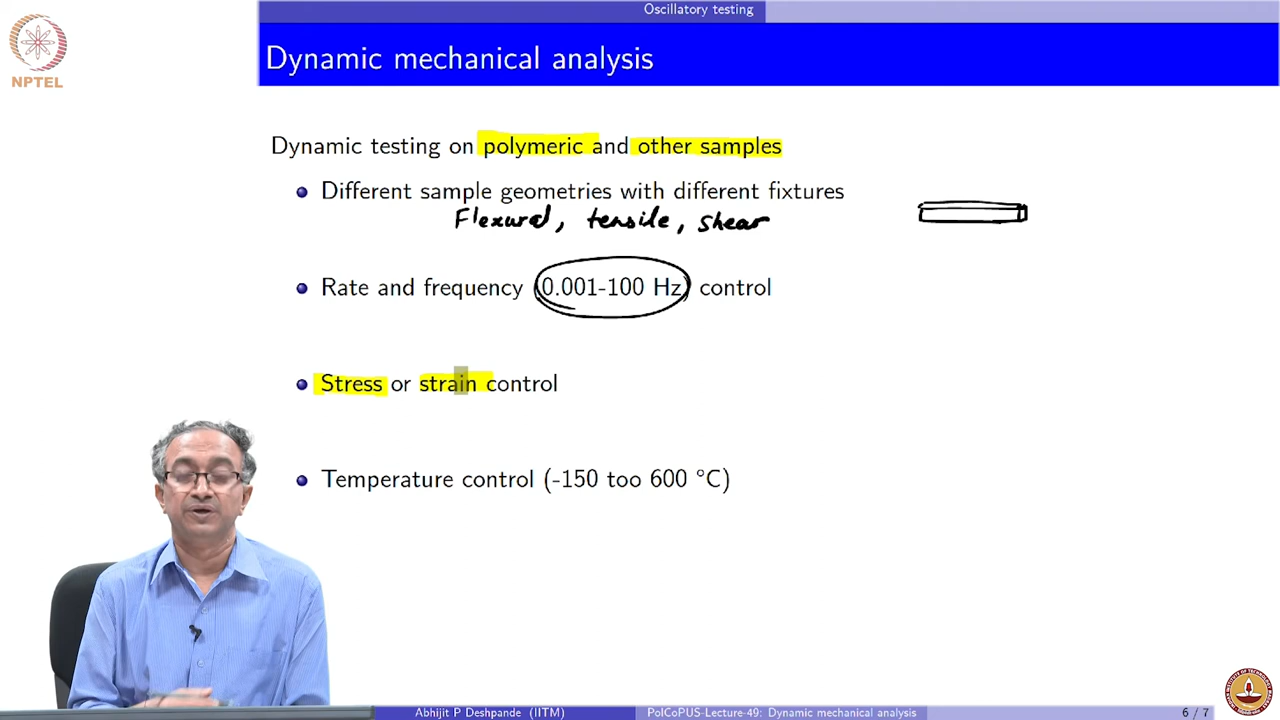 Oscillatory testing
NPTEL
Dynamic mechanical analysis
Dynamic testing on polymeric and other samples
Different sample geometries with different fixtures
Flexural, tensile, shear
Rate and frequency (0.001-100 Hz) control
Stress or strain control
Temperature control (-150 too 600 °C)
Abhijit P Deshpande (IITM) PolCoPUS-Lecture-49: Dynamic mechanical analysis 6 / 7